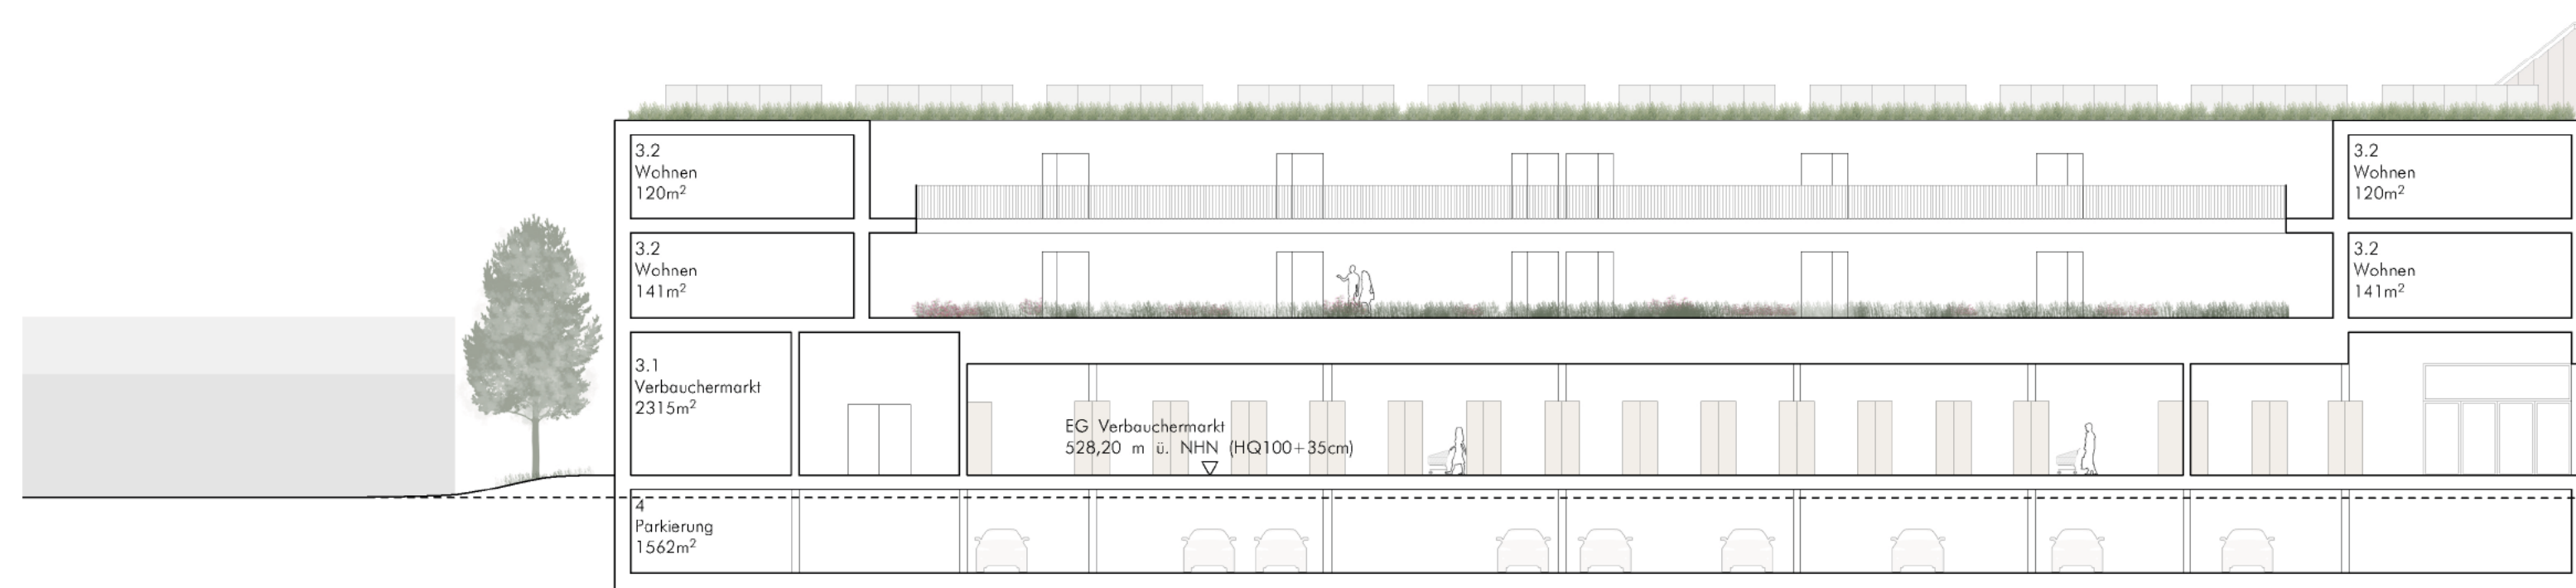 3.2
Wohnen
120m²
3.2
Wohnen
120m²
3.2
Wohnen
141m²
3.2
Wohnen
141m²
3.1
Verbauchermarkt
2315m²
EG Verbauchermarkt
528,20 m ü. NHN (HQ100+35cm)
4
Parkierung
1562m²